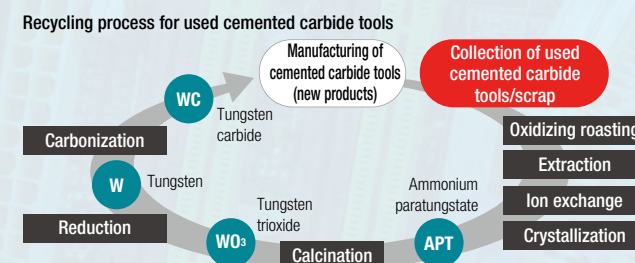 Recycling process for used cemented carbide tools
Manufacturing of
cemented carbide tools
(new products)
Collection of used
cemented carbide
tools/scrap
Oxidizing roasting
Extraction
Ion exchange
Crystallization
Ammonium
paratungstate
APT
Calcination
Tungsten
trioxide
WO3
Reduction
W
Tungsten
Carbonization
WC
Tungsten
carbide